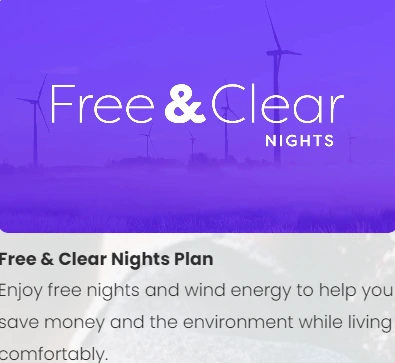 Free & Clear
NIGHTS
Free & Clear Nights Plan
Enjoy free nights and wind energy to help you
save money and the environment while living
comfortably.